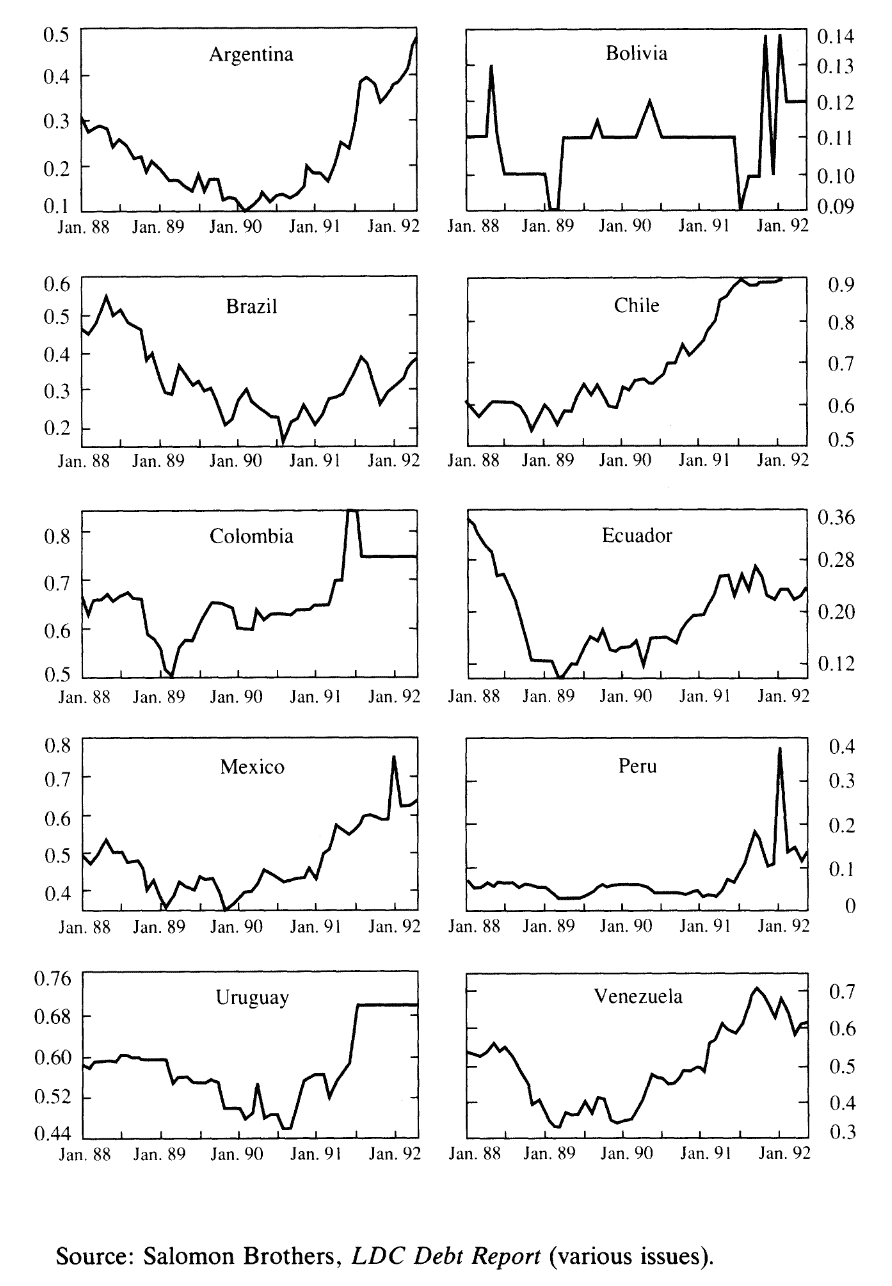 Argentina
0.5
0.4
0.3
0.2
0.1
Jan. 88 Jan. 89 Jan. 90 Jan. 91 Jan. 92
Bolivia
0.14
0.13
0.12
0.11
0.10
0.09
Jan. 88 Jan. 89 Jan. 90 Jan. 91 Jan. 92
Brazil
0.6
0.5
0.4
0.3
0.2
Jan. 88 Jan. 89 Jan. 90 Jan. 91 Jan. 92
Chile
0.9
0.8
0.7
0.6
0.5
Jan. 88 Jan. 89 Jan. 90 Jan. 91 Jan. 92
Colombia
0.8
0.7
0.6
0.5
Jan. 88 Jan. 89 Jan. 90 Jan. 91 Jan. 92
Ecuador
0.36
0.28
0.20
0.12
Jan. 88 Jan. 89 Jan. 90 Jan. 91 Jan. 92
Mexico
0.8
0.7
0.6
0.5
0.4
Jan. 88 Jan. 89 Jan. 90 Jan. 91 Jan. 92
Peru
0.4
0.3
0.2
0.1
0
Jan. 88 Jan. 89 Jan. 90 Jan. 91 Jan. 92
Uruguay
0.76
0.68
0.60
0.52
0.44
Jan. 88 Jan. 89 Jan. 90 Jan. 91 Jan. 92
Venezuela
0.7
0.6
0.5
0.4
0.3
Jan. 88 Jan. 89 Jan. 90 Jan. 91 Jan. 92
Source: Salomon Brothers, LDC Debt Report (various issues).